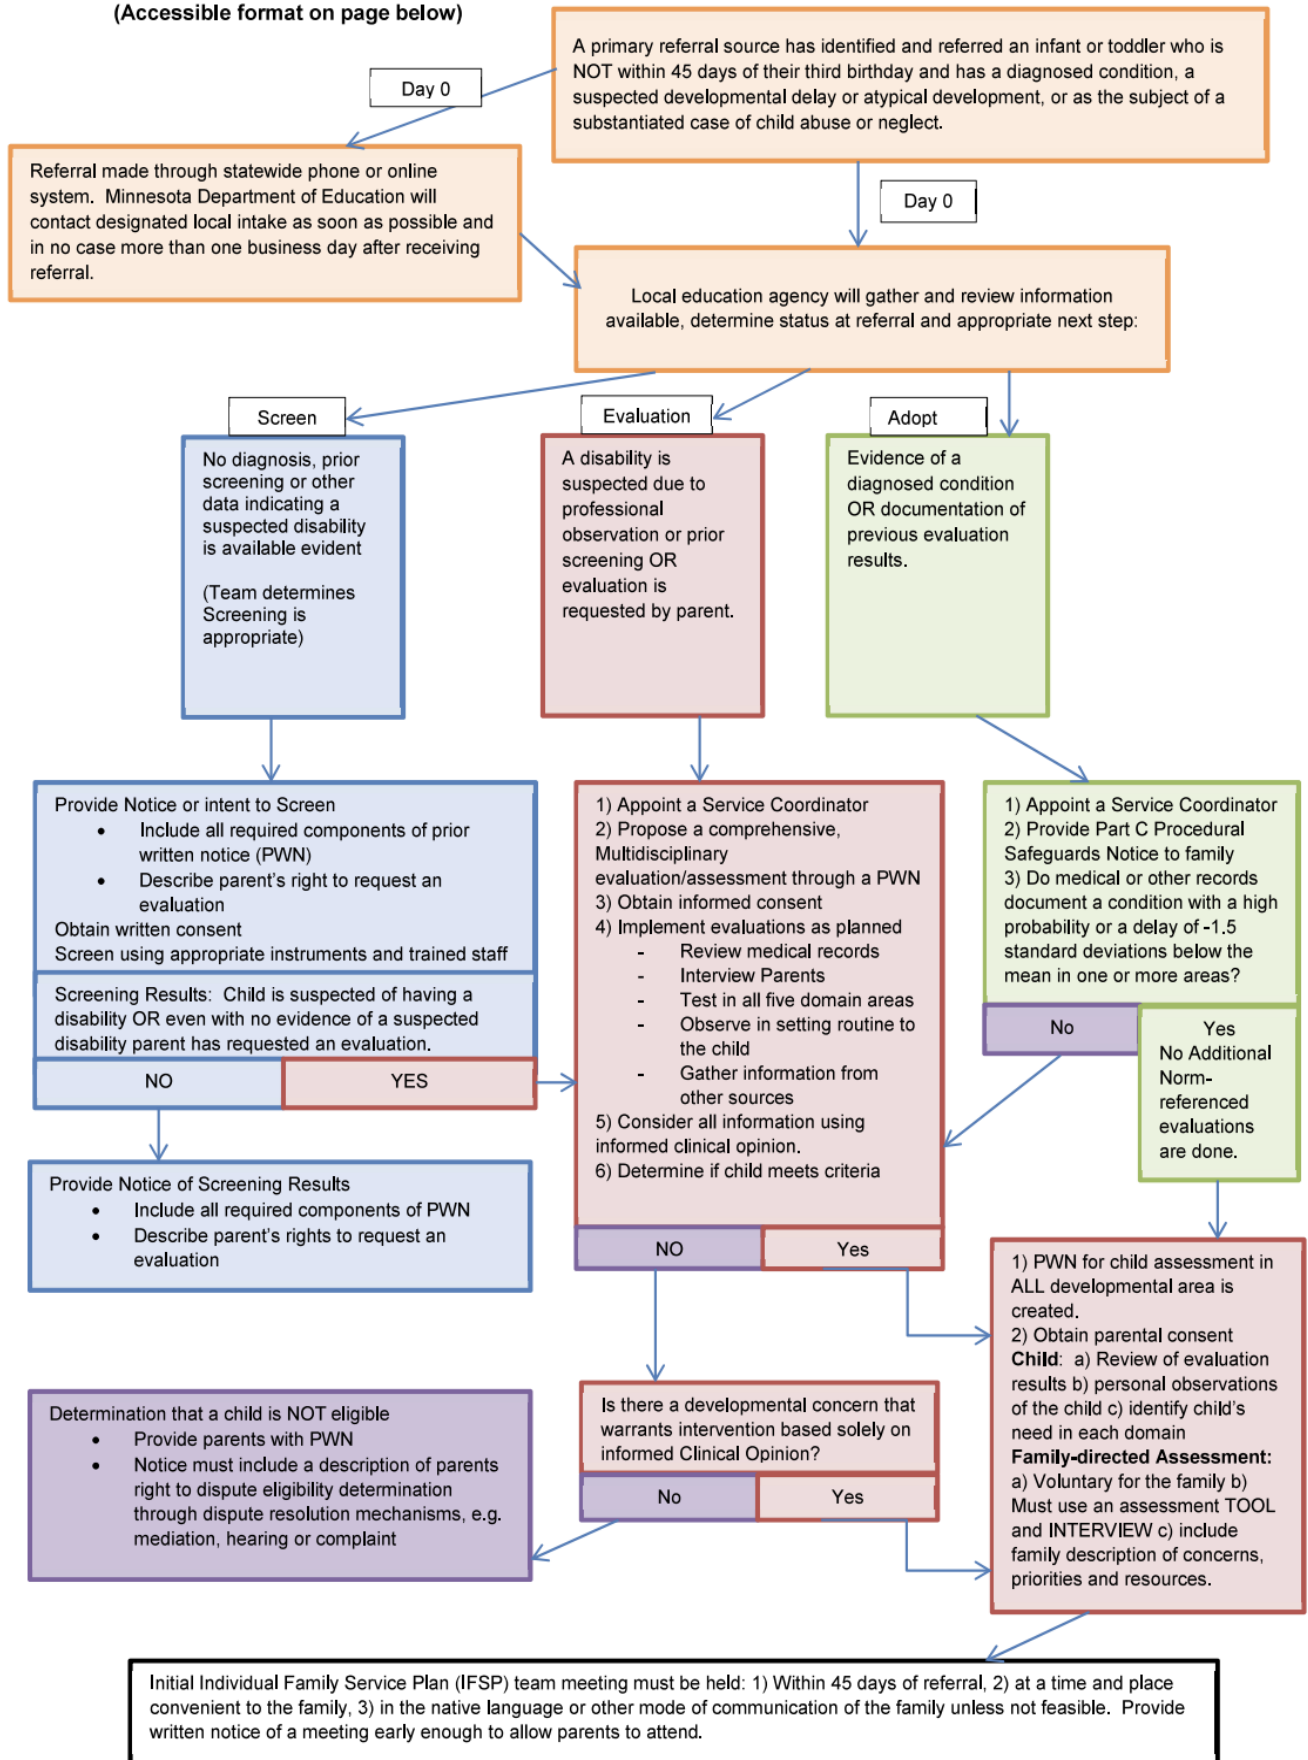 (Accessible format on page below)
A primary referral source has identified and referred an infant or toddler who is
NOT within 45 days of their third birthday and has a diagnosed condition, a
suspected developmental delay or atypical development, or as the subject of a
substantiated case of child abuse or neglect.
Day 0
Referral made through statewide phone or online
system. Minnesota Department of Education will
contact designated local intake as soon as possible and
in no case more than one business day after receiving
referral.
Day 0
Local education agency will gather and review information
available, determine status at referral and appropriate next step:
Screen
No diagnosis, prior
screening or other
data indicating a
suspected disability
is available evident
(Team determines
Screening is
appropriate)
Evaluation
A disability is
suspected due to
professional
observation or prior
screening OR
evaluation is
requested by parent.
Adopt
Evidence of a
diagnosed condition
OR documentation of
previous evaluation
results.
Provide Notice or intent to Screen
• Include all required components of prior
written notice (PWN)
• Describe parent's right to request an
evaluation
Obtain written consent
Screen using appropriate instruments and trained staff
Screening Results: Child is suspected of having a
disability OR even with no evidence of a suspected
disability parent has requested an evaluation.
NO
YES
Provide Notice of Screening Results
• Include all required components of PWN
• Describe parent's rights to request an
evaluation
1) Appoint a Service Coordinator
2) Propose a comprehensive,
Multidisciplinary
evaluation/assessment through a PWN
3) Obtain informed consent
4) Implement evaluations as planned
- Review medical records
- Interview Parents
- Test in all five domain areas
- Observe in setting routine to
the child
- Gather information from
other sources
5) Consider all information using
informed clinical opinion.
6) Determine if child meets criteria
NO
Yes
1) Appoint a Service Coordinator
2) Provide Part C Procedural
Safeguards Notice to family
3) Do medical or other records
document a condition with a high
probability or a delay of -1.5
standard deviations below the
mean in one or more areas?
No
Yes
No Additional
Norm-
referenced
evaluations
are done.
1) PWN for child assessment in
ALL developmental area is
created.
2) Obtain parental consent
Child: a) Review of evaluation
results b) personal observations
of the child c) identify child's
need in each domain
Family-directed Assessment:
a) Voluntary for the family b)
Must use an assessment TOOL
and INTERVIEW c) include
family description of concerns,
priorities and resources.
Is there a developmental concern that
warrants intervention based solely on
informed Clinical Opinion?
No
Yes
Determination that a child is NOT eligible
• Provide parents with PWN
• Notice must include a description of parents
right to dispute eligibility determination
through dispute resolution mechanisms, e.g.
mediation, hearing or complaint
Initial Individual Family Service Plan (IFSP) team meeting must be held: 1) Within 45 days of referral, 2) at a time and place
convenient to the family, 3) in the native language or other mode of communication of the family unless not feasible. Provide
written notice of a meeting early enough to allow parents to attend.